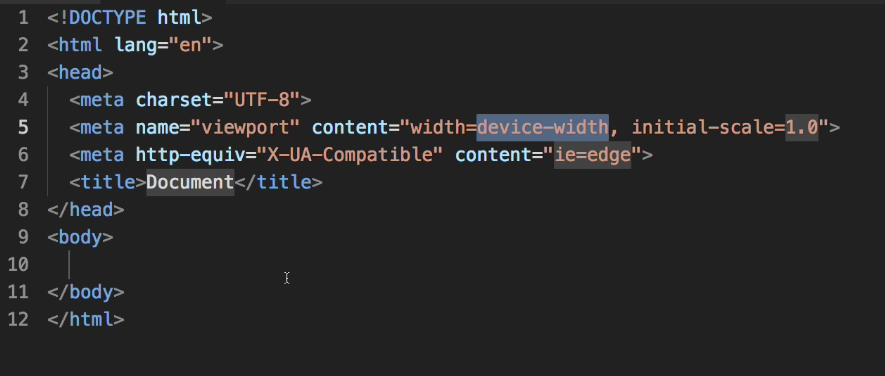 1 <!DOCTYPE html>
2 <html lang="en">
3 <head>
4   <meta charset="UTF-8">
5   <meta name="viewport" content="width=device-width, initial-scale=1.0">
6   <meta http-equiv="X-UA-Compatible" content="ie=edge">
7   <title>Document</title>
8 </head>
9 <body>
10
11 </body>
12 </html>